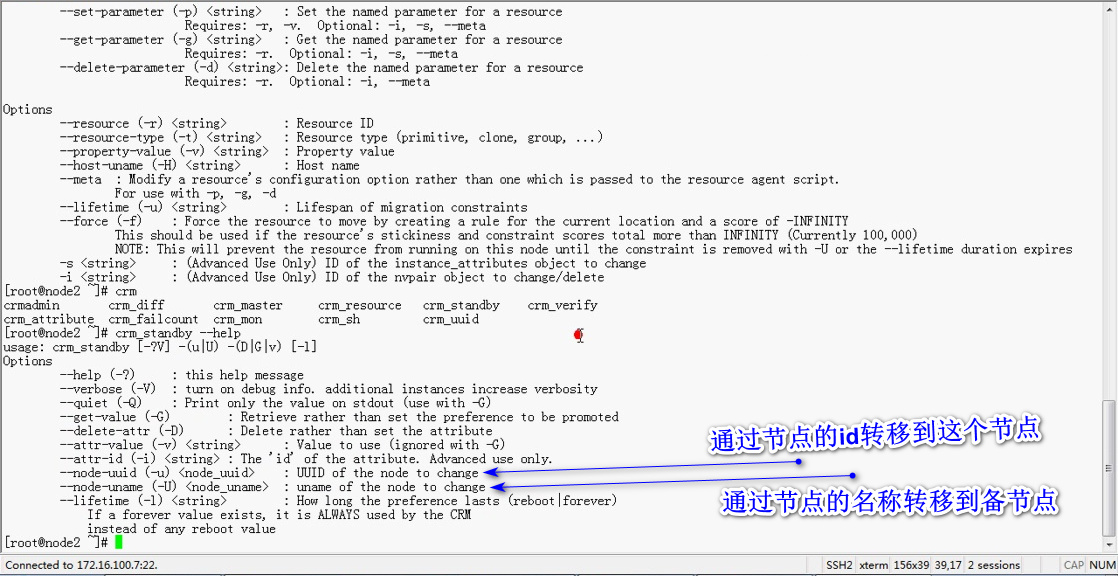 --set-parameter (-p) <string>   : Set the named parameter for a resource
Requires: -r, -v.  Optional: -i, -s, --meta
--get-parameter (-g) <string>   : Get the named parameter for a resource
Requires: -r.  Optional: -i, -s, --meta
--delete-parameter (-d) <string>: Delete the named parameter for a resource
Requires: -r.  Optional: -i, --meta
Options
--resource (-r) <string>        : Resource ID
--resource-type (-t) <string>   : Resource type (primitive, clone, group, ...)
--property-value (-v) <string>  : Property value
--host-uname (-H) <string>      : Host name
--meta  : Modify a resource's configuration option rather than one which is passed to the resource agent script.
For use with -p, -g, -d
--lifetime (-u) <string>        : Lifespan of migration constraints
--force (-f)    : Force the resource to move by creating a rule for the current location and a score of -INFINITY
This should be used if the resource's stickiness and constraint scores total more than INFINITY (Currently 100,000)
NOTE: This will prevent the resource from running on this node until the constraint is removed with -U or the --lifetime duration expires
-s <string>     : (Advanced Use Only) ID of the instance_attributes object to change
-i <string>     : (Advanced Use Only) ID of the nvpair object to change/delete
[root@node2 ~]# crm
crmadmin       crm_diff       crm_master     crm_resource   crm_standby    crm_verify
crm_attribute  crm_failcount  crm_mon        crm_sh         crm_uuid
[root@node2 ~]# crm_standby --help
usage: crm_standby [-?V] -(u|U) -(D|G|v) [-l]
Options
--help (-?)     : this help message
--verbose (-V)  : turn on debug info. additional instances increase verbosity
--quiet (-Q)    : Print only the value on stdout (use with -G)
--get-value (-G)        : Retrieve rather than set the preference to be promoted
--delete-attr (-D)      : Delete rather than set the attribute
--attr-value (-v) <string>      : Value to use (ignored with -G)
--attr-id (-i) <string> : The 'id' of the attribute. Advanced use only.
--node-uuid (-u) <node_uuid>    : UUID of the node to change
通过节点的id转移到这个节点
--node-uname (-U) <node_uname>  : uname of the node to change
通过节点的名称转移到备节点
--lifetime (-l) <string>        : How long the preference lasts (reboot|forever)
If a forever value exists, it is ALWAYS used by the CRM
instead of any reboot value
[root@node2 ~]#
Connected to 172.16.100.7:22. SSH2 xterm 156x39 39,17 2 sessions CAP NUM